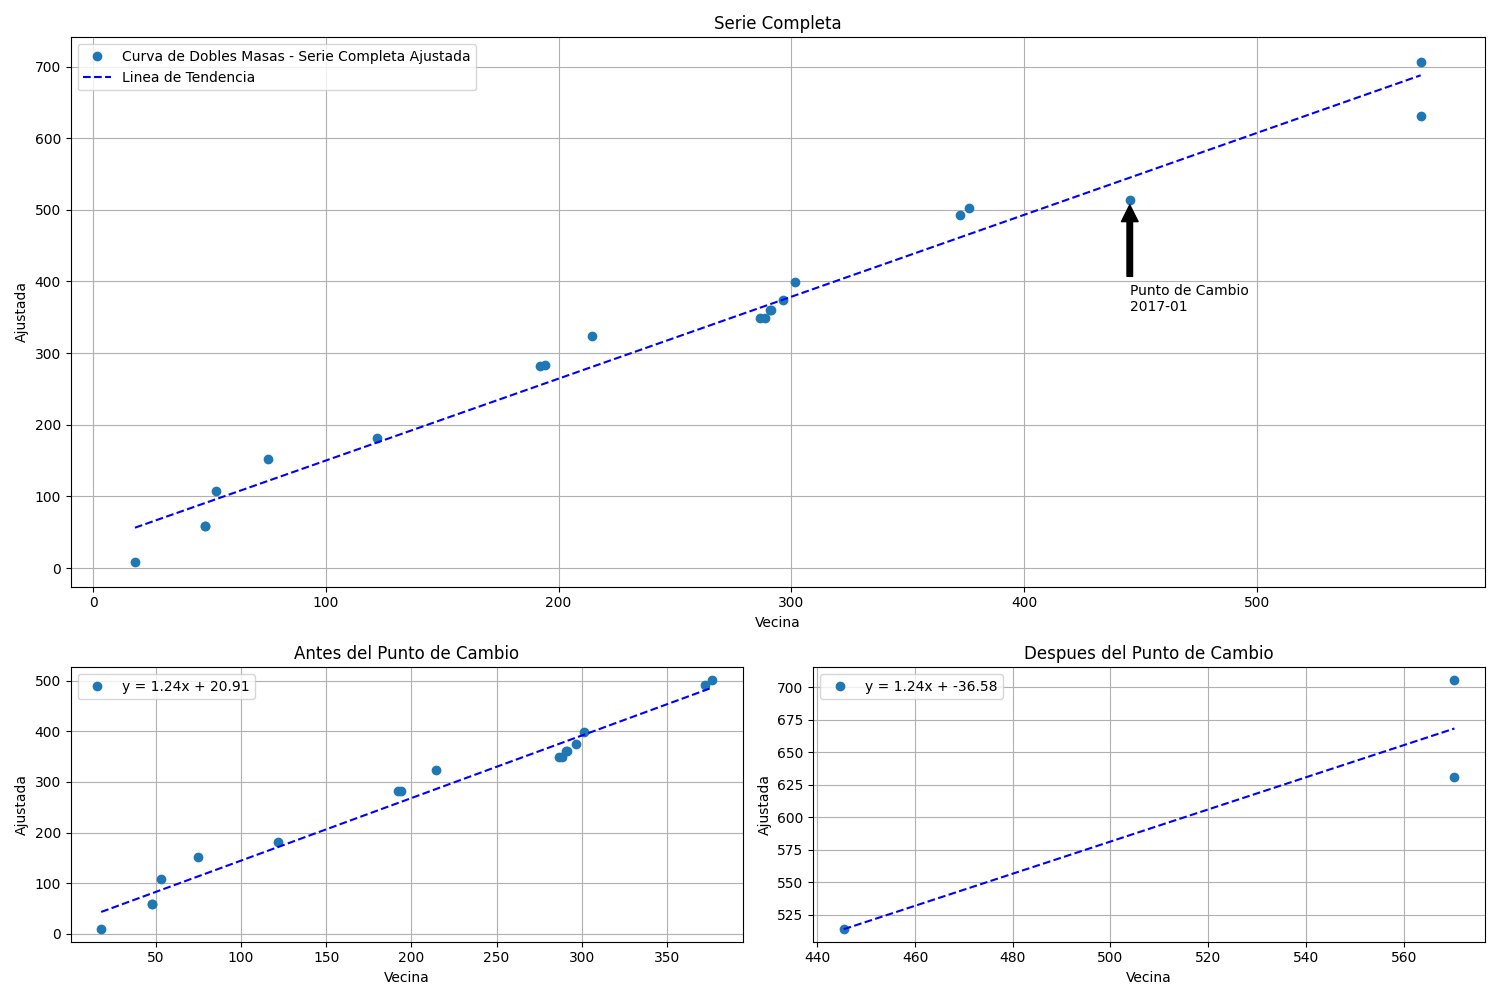 Serie Completa
Curva de Dobles Masas - Serie Completa Ajustada
Linea de Tendencia
700
600
500
400
300
200
100
0
Ajustada
Punto de Cambio
2017-01
0 100 200 300 400 500
Vecina
Antes del Punto de Cambio
y = 1.24x + 20.91
500
400
300
200
100
0
Ajustada
50 100 150 200 250 300 350
Vecina
Despues del Punto de Cambio
y = 1.24x + -36.58
700
675
650
625
600
575
550
525
Ajustada
440 460 480 500 520 540 560
Vecina